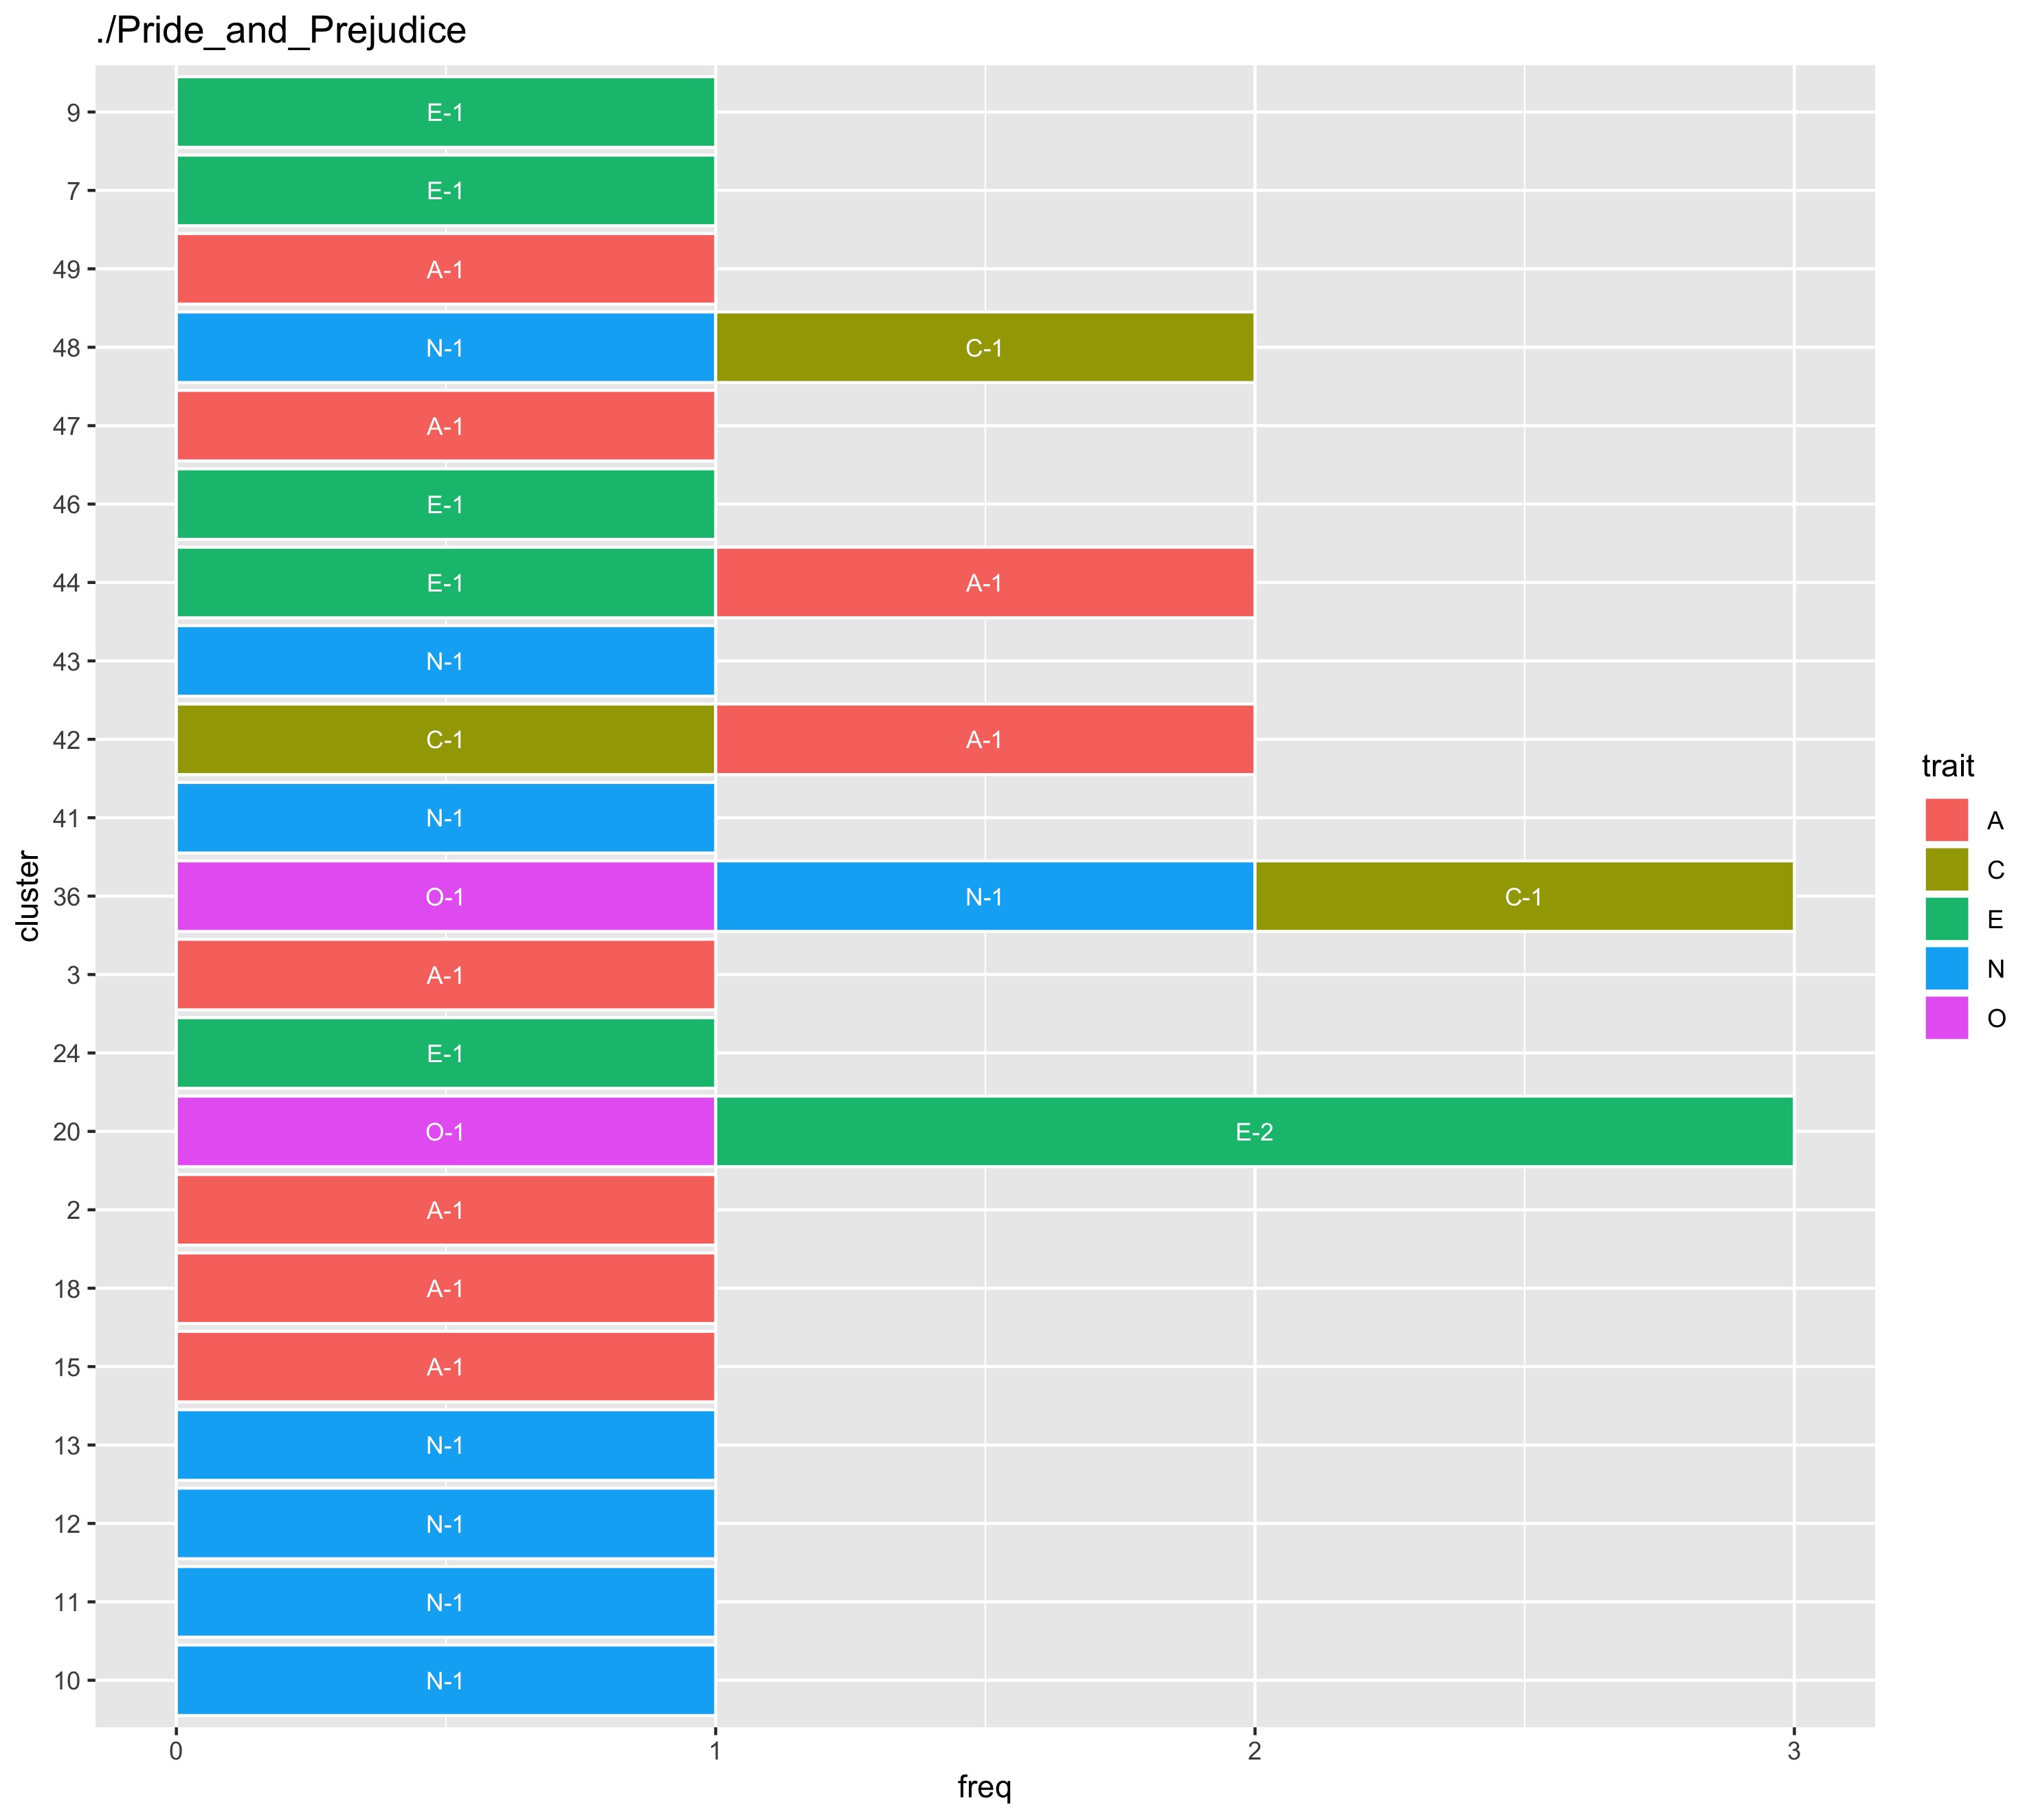 ./Pride_and_Prejudice
9 E-1
7 E-1
49 A-1
48 N-1 C-1
47 A-1
46 E-1
44 E-1 A-1
43 N-1
42 C-1 A-1
41 N-1
36 O-1 N-1 C-1
3 A-1
24 E-1
20 O-1 E-2
2 A-1
18 A-1
15 A-1
13 N-1
12 N-1
11 N-1
10 N-1
0 1 2 3
freq
cluster
trait
A
C
E
N
O